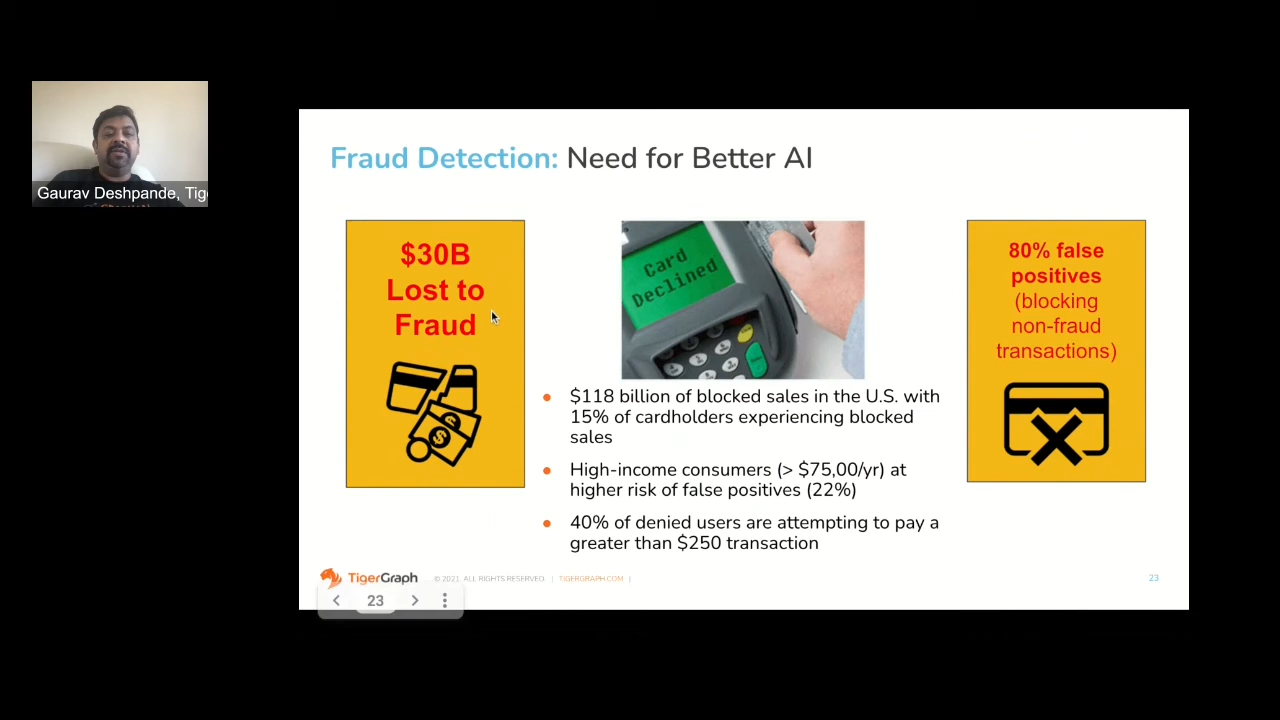 Gaurav Deshpande, Tig
Fraud Detection: Need for Better AI
$30B
Lost to
Fraud
Card
Declined
80% false
positives
(blocking
non-fraud
transactions)
$118 billion of blocked sales in the U.S. with
15% of cardholders experiencing blocked
sales
High-income consumers (> $75,00/yr) at
higher risk of false positives (22%)
40% of denied users are attempting to pay a
greater than $250 transaction
TigerGraph
© 2021. ALL RIGHTS RESERVED. | TIGERGRAPH.COM |
23
23